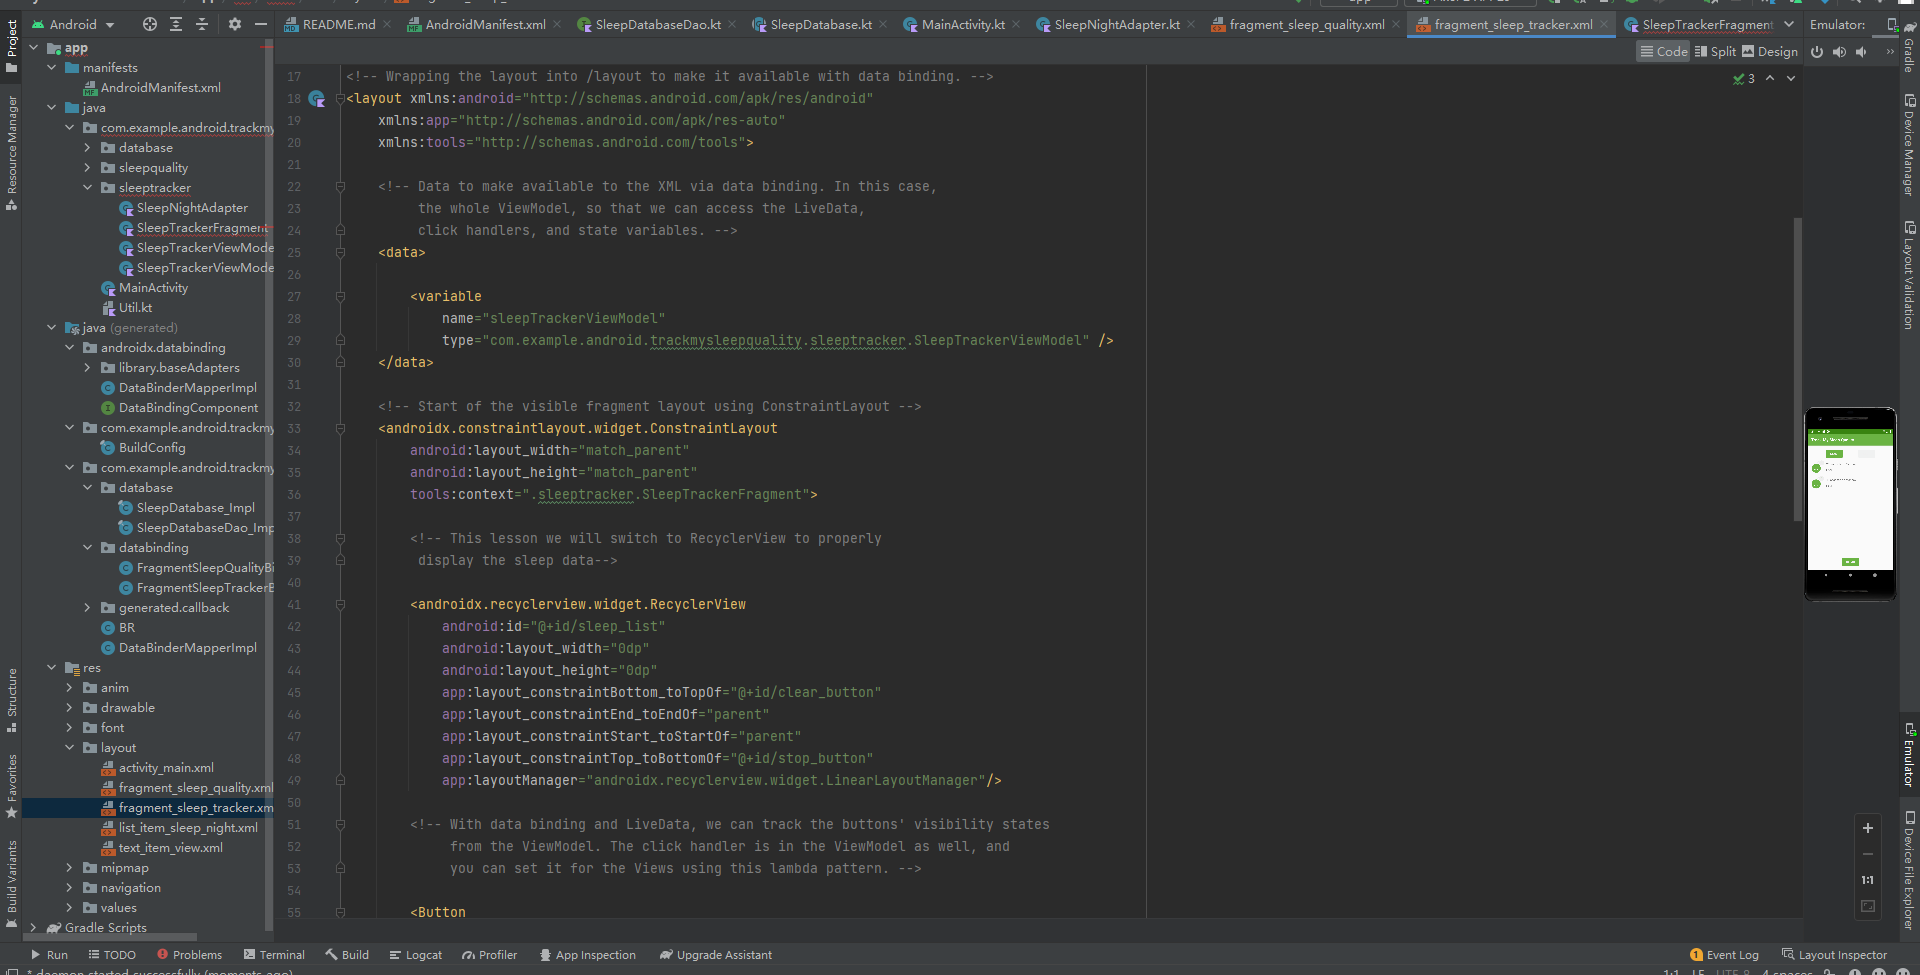 Android
README.md
AndroidManifest.xml
SleepDatabaseDao.kt
SleepDatabase.kt
MainActivity.kt
SleepNightAdapter.kt
fragment_sleep_quality.xml
fragment_sleep_tracker.xml
SleepTrackerFragment
Emulator:
Code
Split
Design
3
Project
Resource Manager
Structure
Favorites
Build Variants
app
manifests
AndroidManifest.xml
java
com.example.android.trackmy
database
sleepquality
sleeptracker
SleepNightAdapter
SleepTrackerFragment
SleepTrackerViewMode
SleepTrackerViewMode
MainActivity
Util.kt
java (generated)
androidx.databinding
library.baseAdapters
DataBinderMapperImpl
DataBindingComponent
com.example.android.trackmy
BuildConfig
com.example.android.trackmy
database
SleepDatabase_Impl
SleepDatabaseDao_Imp
databinding
FragmentSleepQualityBi
FragmentSleepTrackerB
generated.callback
BR
DataBinderMapperImpl
res
anim
drawable
font
layout
activity_main.xml
fragment_sleep_quality.xml
fragment_sleep_tracker.xm
list_item_sleep_night.xml
text_item_view.xml
mipmap
navigation
values
Gradle Scripts
17 <!-- Wrapping the layout into /layout to make it available with data binding. -->
18 <layout xmlns:android="http://schemas.android.com/apk/res/android"
19 xmlns:app="http://schemas.android.com/apk/res-auto"
20 xmlns:tools="http://schemas.android.com/tools">
21
22 <!-- Data to make available to the XML via data binding. In this case,
23 the whole ViewModel, so that we can access the LiveData,
24 click handlers, and state variables. -->
25 <data>
26
27 <variable
28 name="sleepTrackerViewModel"
29 type="com.example.android.trackmysleepquality.sleeptracker.SleepTrackerViewModel" />
30 </data>
31
32 <!-- Start of the visible fragment layout using ConstraintLayout -->
33 <androidx.constraintlayout.widget.ConstraintLayout
34 android:layout_width="match_parent"
35 android:layout_height="match_parent"
36 tools:context=".sleeptracker.SleepTrackerFragment">
37
38 <!-- This lesson we will switch to RecyclerView to properly
39 display the sleep data-->
40
41 <androidx.recyclerview.widget.RecyclerView
42 android:id="@+id/sleep_list"
43 android:layout_width="0dp"
44 android:layout_height="0dp"
45 app:layout_constraintBottom_toTopOf="@+id/clear_button"
46 app:layout_constraintEnd_toEndOf="parent"
47 app:layout_constraintStart_toStartOf="parent"
48 app:layout_constraintTop_toBottomOf="@+id/stop_button"
49 app:layoutManager="androidx.recyclerview.widget.LinearLayoutManager"/>
50
51 <!-- With data binding and LiveData, we can track the buttons' visibility states
52 from the ViewModel. The click handler is in the ViewModel as well, and
53 you can set it for the Views using this lambda pattern. -->
54
55 <Button
1:1
Gradle
Device Manager
Layout Validation
Emulator
Device File Explorer
Run
TODO
Problems
Terminal
Build
Logcat
Profiler
App Inspection
Upgrade Assistant
1 Event Log
Layout Inspector
* daemon started successfully (moments ago)
1:1 LF UTF-8 4 spaces